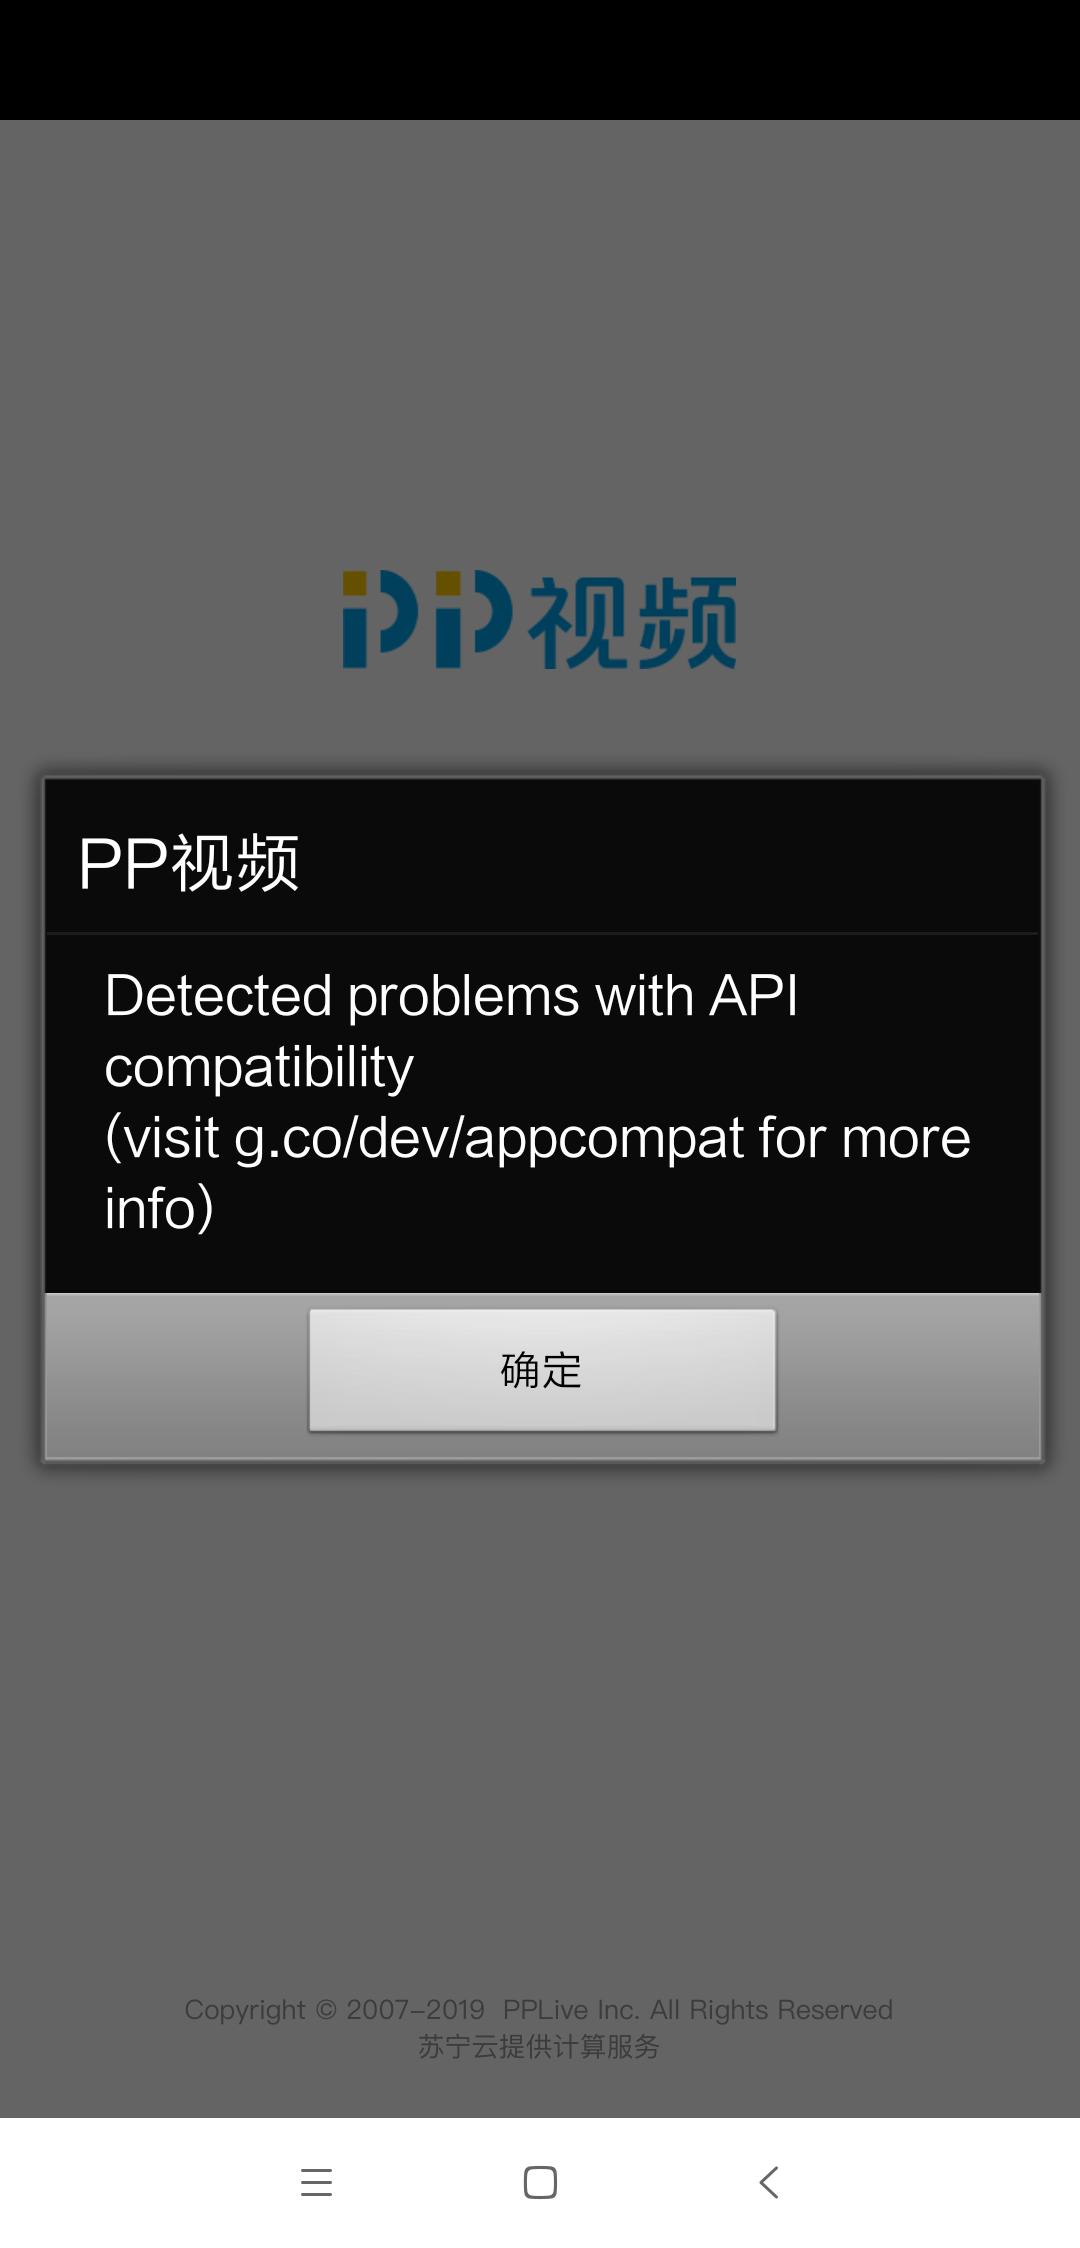 PP视频
PP视频
Detected problems with API
compatibility
(visit g.co/dev/appcompat for more
info)
确定
Copyright © 2007-2019 PPLive Inc. All Rights Reserved
苏宁云提供计算服务